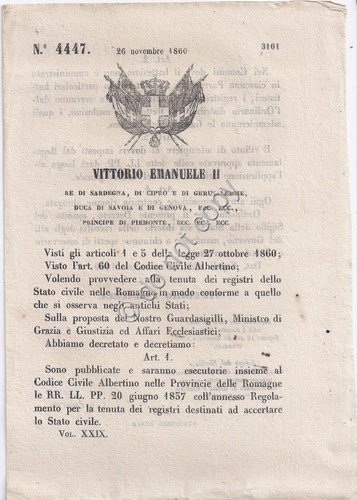 N.° 4447.
26 novembre 1860
3101
VITTORIO EMANUELE II
RE DI SARDEGNA, DI CIPRO E DI GERUSALEMME,
DUCA DI SAVOIA E DI GENOVA, ECC. ECC.,
PRINCIPE DI PIEMONTE, ECC. ECC. ECC.
Visti gli articoli 1 e 5 della legge 27 ottobre 1860;
Visto l'art. 60 del Codice Civile Albertino;
Volendo provvedere alla tenuta dei registri dello
Stato civile nelle Romagne in modo conforme a quello
che si osserva negli antichi Stati;
Sulla proposta del Nostro Guardasigilli, Ministro di
Grazia e Giustizia ed Affari Ecclesiastici;
Abbiamo decretato e decretiamo:
Art. 1.
Sono pubblicate e saranno esecutorie insieme al
Codice Civile Albertino nelle Provincie delle Romagne
le RR. LL. PP. 20 giugno 1837 coll'annesso Regola-
mento per la tenuta dei registri destinati ad accertare
lo Stato civile.
VOL. XXIX.